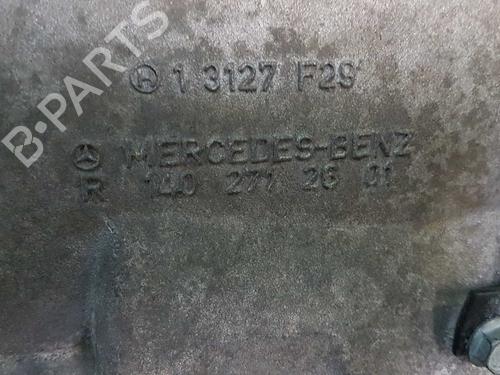 H 1 3127 F29
MERCEDES-BENZ
R 140 271 26 01
B-PARTS